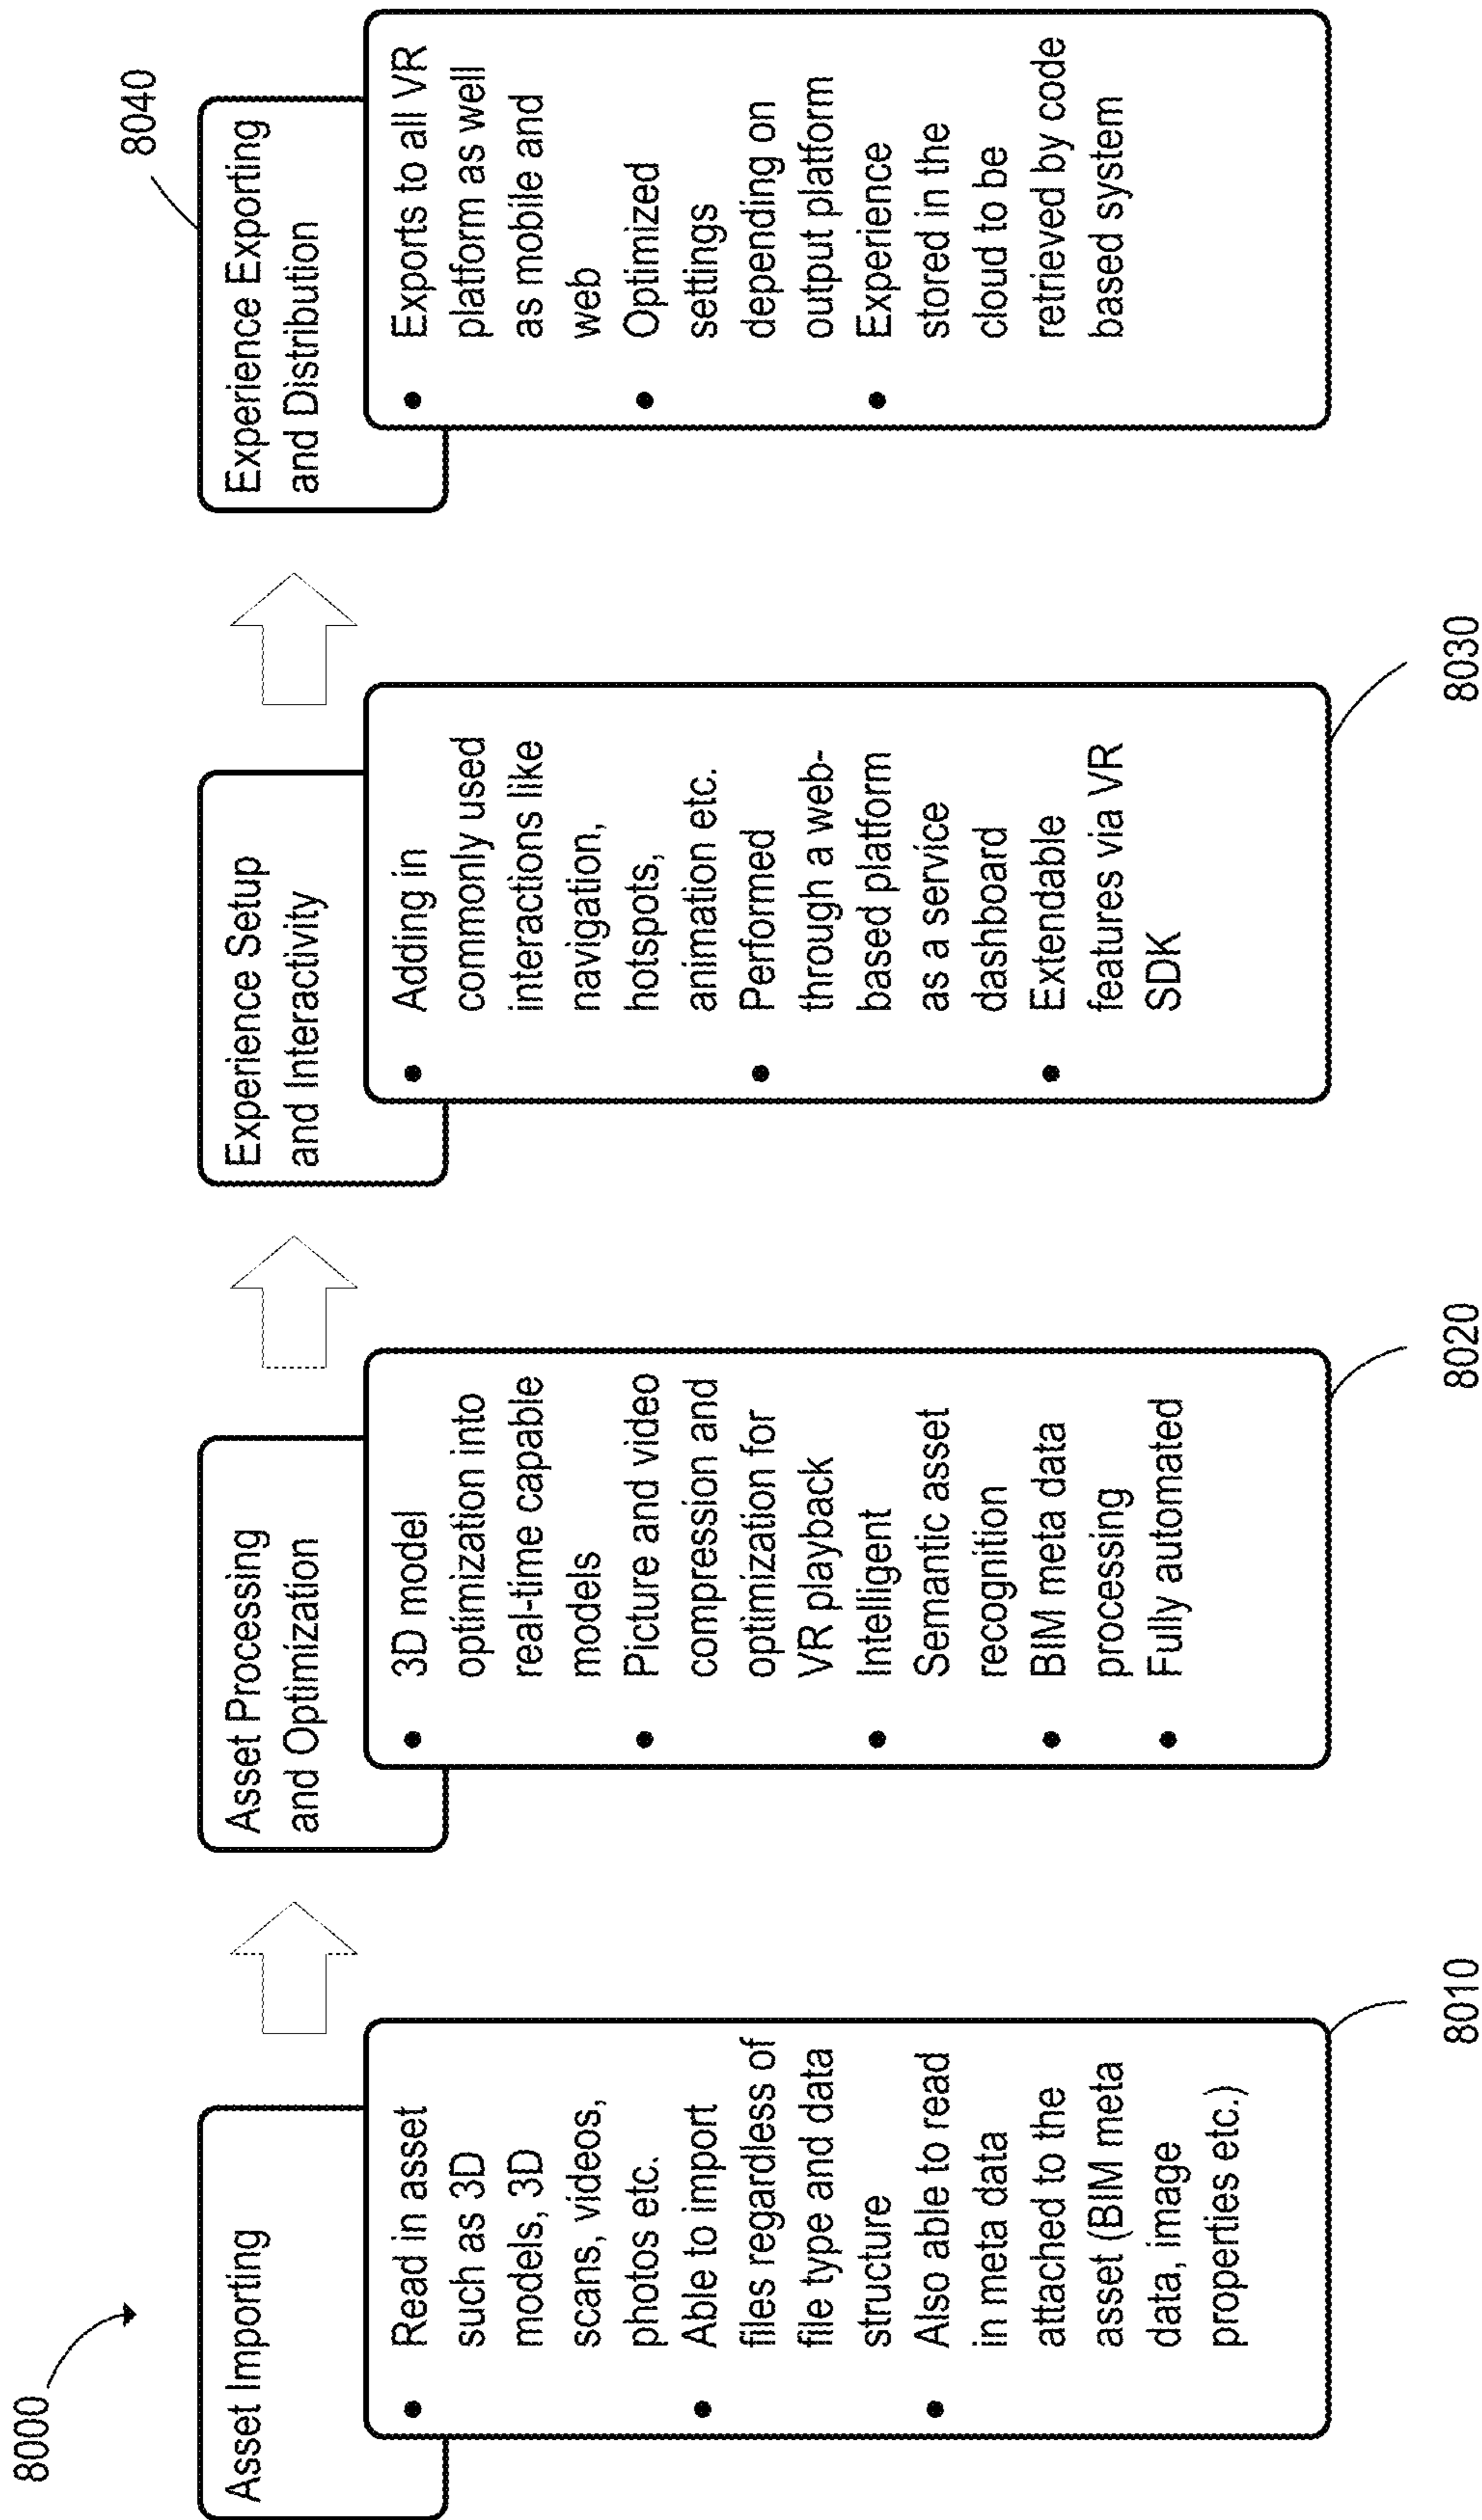 8000
Asset Importing
• Read in asset
such as 3D
models, 3D
scans, videos,
photos etc.
• Able to import
files regardless of
file type and data
structure
• Also able to read
in meta data
attached to the
asset (BIM meta
data, image
properties etc.)
8010
Asset Processing
and Optimization
• 3D model
optimization into
real-time capable
models
• Picture and video
compression and
optimization for
VR playback
• Intelligent
Semantic asset
recognition
• BIM meta data
processing
• Fully automated
8020
Experience Setup
and Interactivity
• Adding in
commonly used
interactions like
navigation,
hotspots,
animation etc.
• Performed
through a web-
based platform
as a service
dashboard
• Extendable
features via VR
SDK
8030
Experience Exporting
and Distribution
8040
• Exports to all VR
platform as well
as mobile and
web
• Optimized
settings
depending on
output platform
• Experience
stored in the
cloud to be
retrieved by code
based system